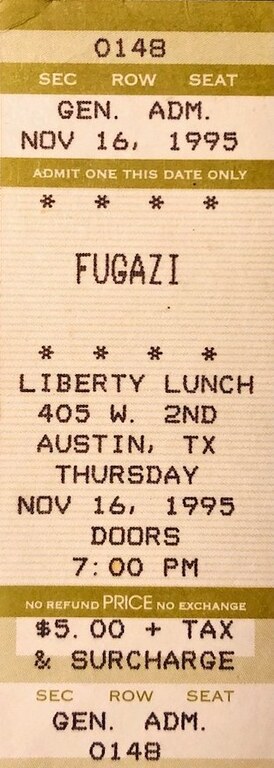 0148
SEC ROW SEAT
GEN. ADM.
NOV 16, 1995
ADMIT ONE THIS DATE ONLY
* * * *
FUGAZI
* * * *
LIBERTY LUNCH
405 W. 2ND
AUSTIN, TX
THURSDAY
NOV 16, 1995
DOORS
7:00 PM
NO REFUND PRICE NO EXCHANGE
$5.00 + TAX
& SURCHARGE
SEC ROW SEAT
GEN. ADM.
0148